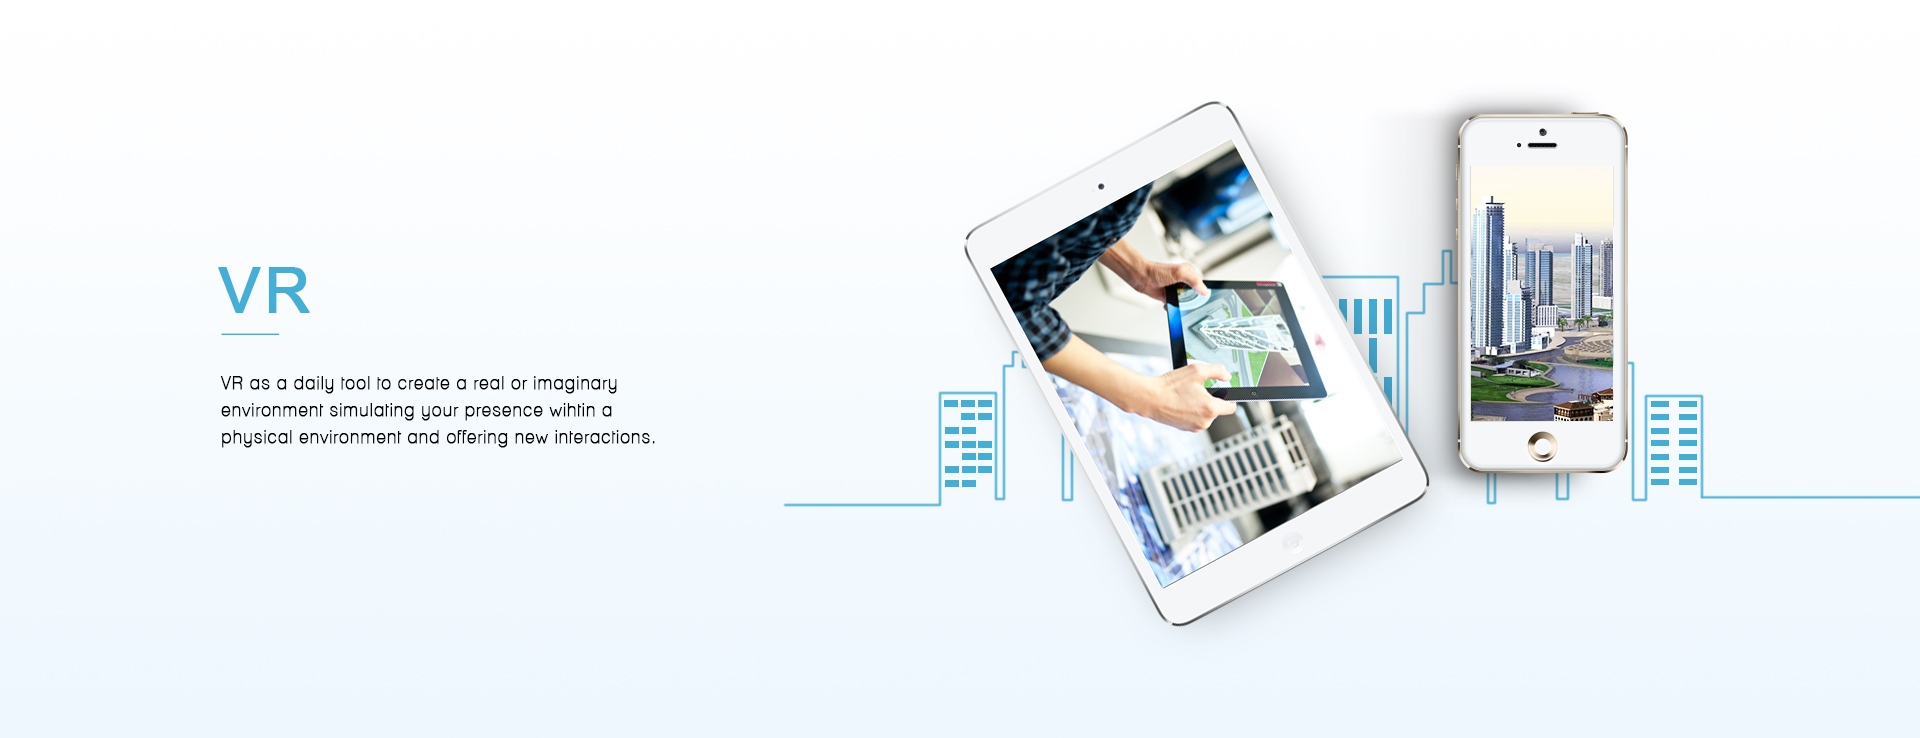 VR
VR as a daily tool to create a real or imaginary
environment simulating your presence wihtin a
physical environment and offering new interactions.